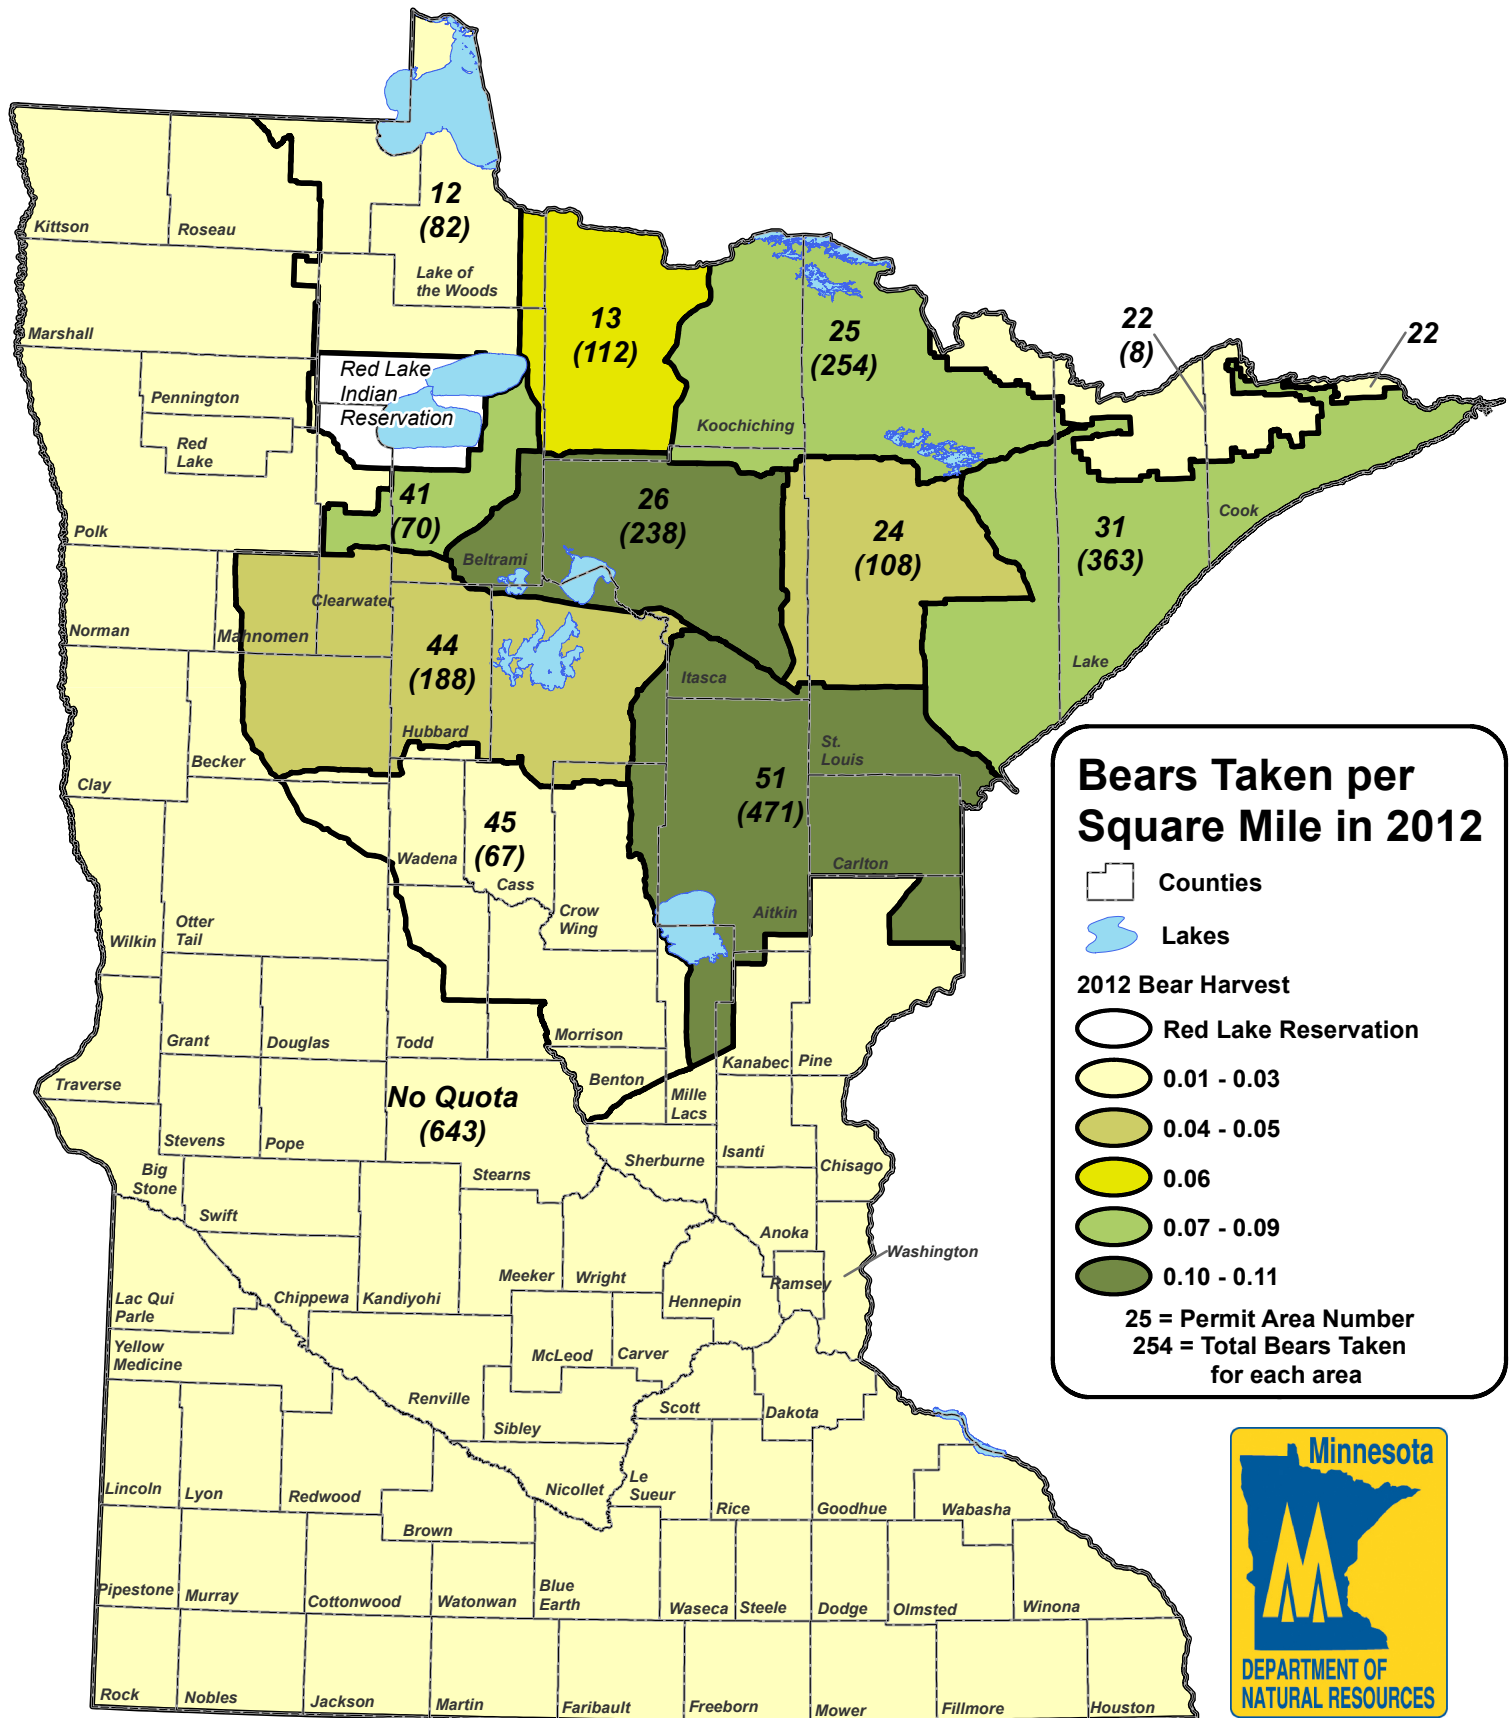 12
(82)
Kittson
Roseau
Lake of
the Woods
13
(112)
25
(254)
22
(8)
22
Marshall
Red Lake
Indian
Reservation
Pennington
Red
Lake
Koochiching
41
(70)
26
(238)
24
(108)
31
(363)
Cook
Polk
Beltrami
Clearwater
Norman
Mahnomen
44
(188)
Itasca
Lake
Hubbard
St.
Louis
Becker
Clay
51
(471)
45
(67)
Wadena
Cass
Carlton
Crow
Wing
Aitkin
Otter
Tail
Wilkin
Grant
Douglas
Todd
Morrison
Kanabec
Pine
Traverse
Benton
Mille
Lacs
No Quota
(643)
Stevens
Pope
Isanti
Big
Stone
Stearns
Sherburne
Chisago
Swift
Anoka
Washington
Lac Qui
Parle
Chippewa
Kandiyohi
Meeker
Wright
Hennepin
Ramsey
Yellow
Medicine
McLeod
Carver
Renville
Sibley
Scott
Dakota
Lincoln
Lyon
Redwood
Nicollet
Le
Sueur
Rice
Goodhue
Wabasha
Brown
Pipestone
Murray
Cottonwood
Watonwan
Blue
Earth
Waseca
Steele
Dodge
Olmsted
Winona
Rock
Nobles
Jackson
Martin
Faribault
Freeborn
Mower
Fillmore
Houston
Bears Taken per
Square Mile in 2012
Counties
Lakes
2012 Bear Harvest
Red Lake Reservation
0.01 - 0.03
0.04 - 0.05
0.06
0.07 - 0.09
0.10 - 0.11
25 = Permit Area Number
254 = Total Bears Taken
for each area
Minnesota
DEPARTMENT OF
NATURAL RESOURCES